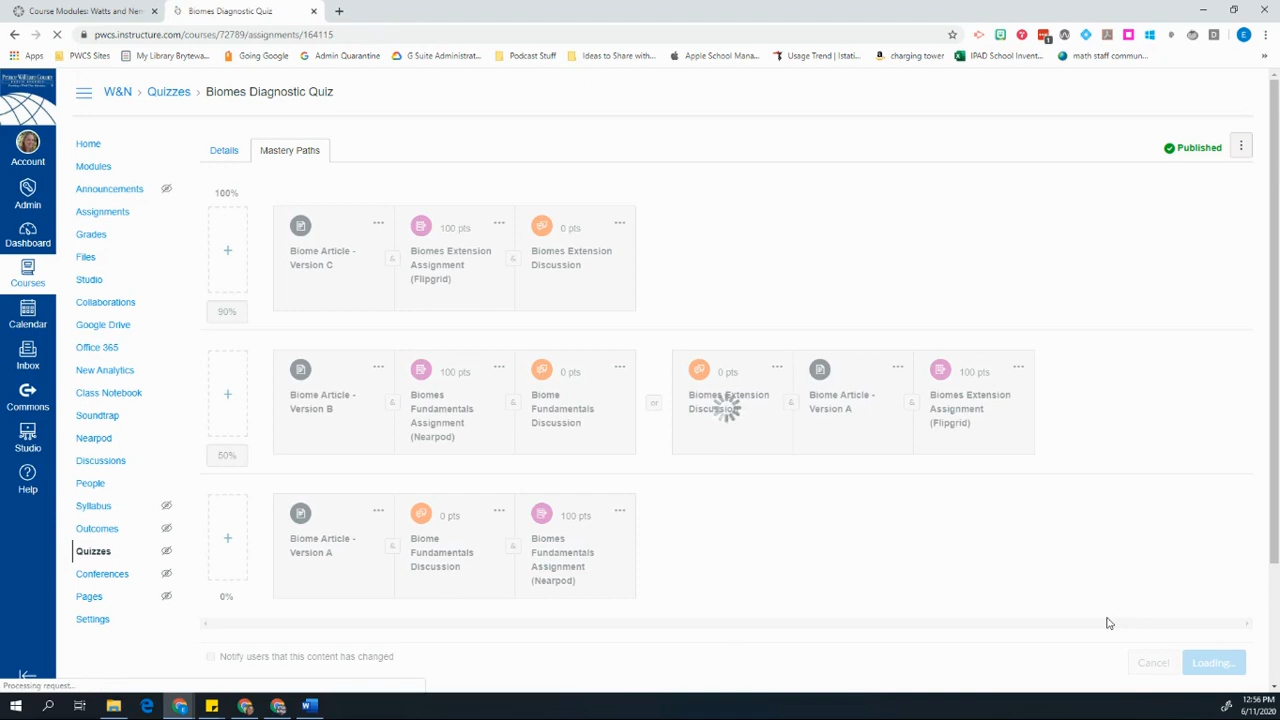 Course Modules: Watts and Nem
Biomes Diagnostic Quiz
pwcs.instructure.com/courses/72789/assignments/164115
Apps
PWCS Sites
My Library Brytewa...
Going Google
Admin Quarantine
G Suite Administrat...
Podcast Stuff
Ideas to Share with...
Apple School Mana...
Usage Trend | Istati...
charging tower
IPAD School Invent...
math staff commun...
W&N > Quizzes > Biomes Diagnostic Quiz
Account
Admin
Dashboard
Courses
Calendar
Inbox
Commons
Studio
Help
Home
Modules
Announcements
Assignments
Grades
Files
Studio
Collaborations
Google Drive
Office 365
New Analytics
Class Notebook
Soundtrap
Nearpod
Discussions
People
Syllabus
Outcomes
Quizzes
Conferences
Pages
Settings
Details
Mastery Paths
Published
100%
Biome Article -
Version C
&
100 pts
Biomes Extension
Assignment
(Flipgrid)
&
0 pts
Biomes Extension
Discussion
90%
Biome Article -
Version B
&
100 pts
Biomes
Fundamentals
Assignment
(Nearpod)
&
0 pts
Biome
Fundamentals
Discussion
or
0 pts
Biomes Extension
Discussion
&
Biome Article -
Version A
&
100 pts
Biomes Extension
Assignment
(Flipgrid)
50%
Biome Article -
Version A
&
0 pts
Biome
Fundamentals
Discussion
&
100 pts
Biomes
Fundamentals
Assignment
(Nearpod)
0%
Notify users that this content has changed
Cancel
Loading...
Processing request...
12:56 PM
6/11/2020